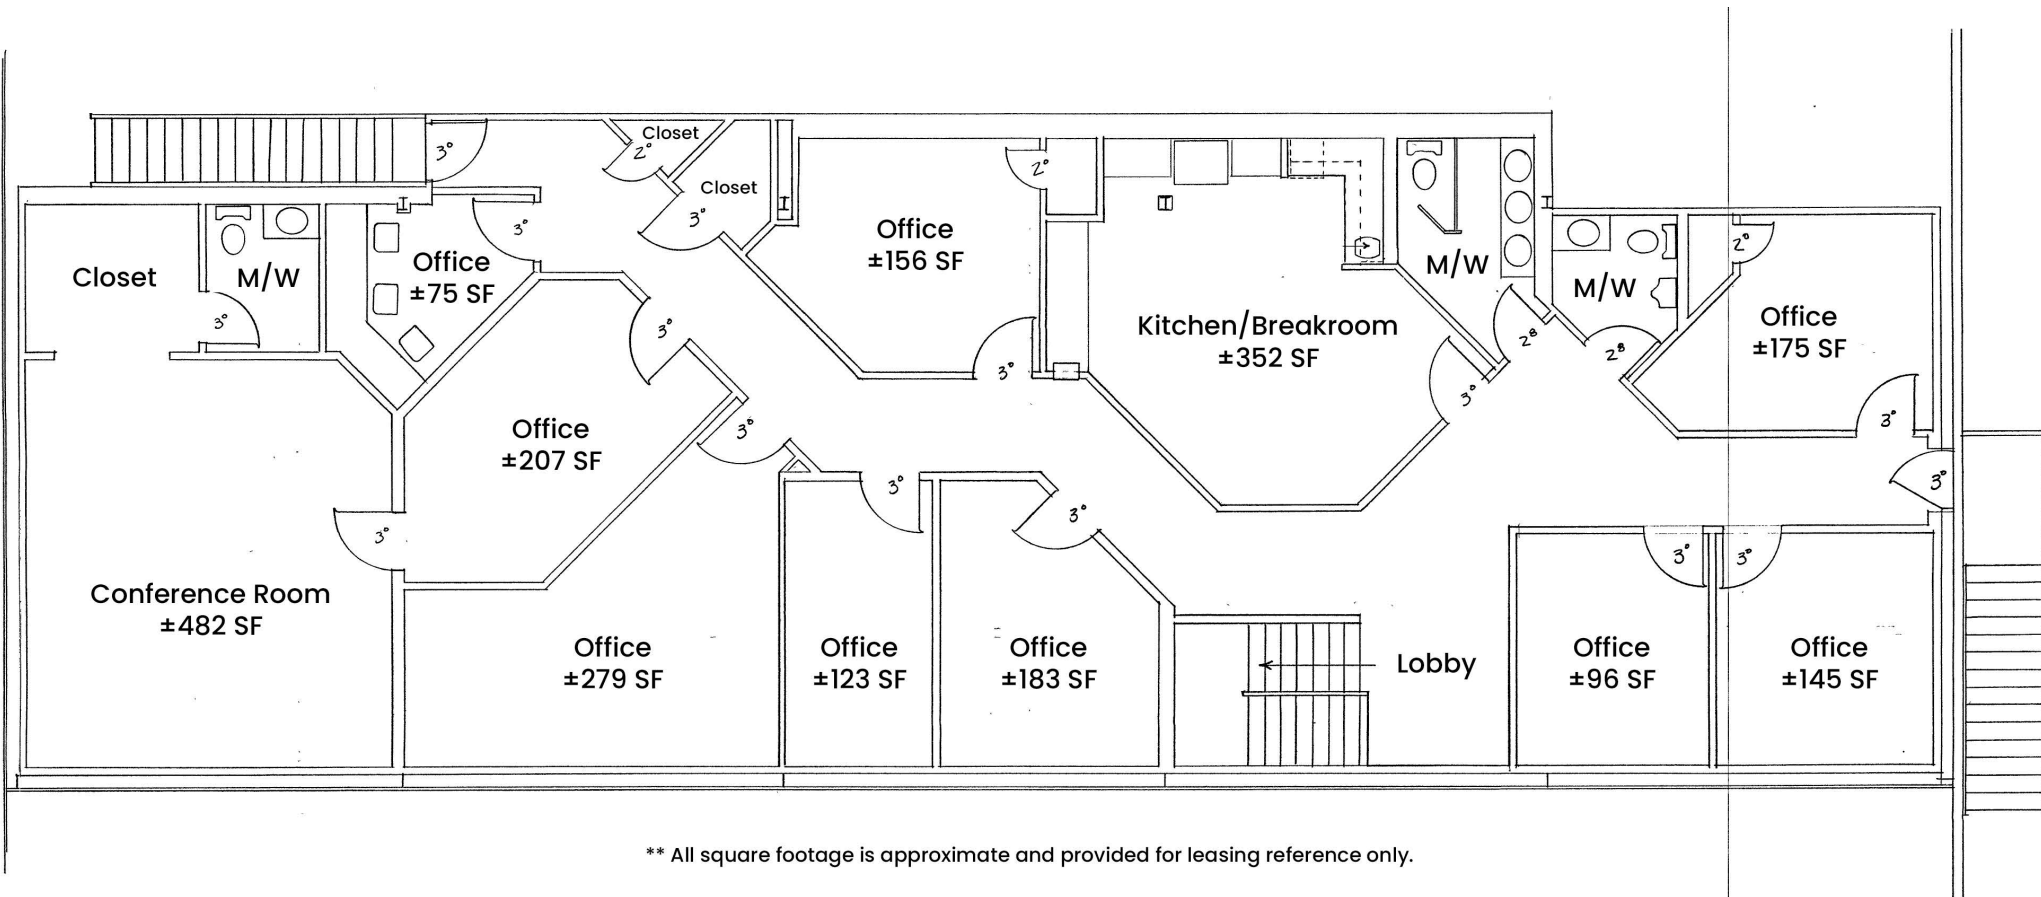 Closet
2°
3°
Closet
3°
2°
3°
Office
±75 SF
3°
Closet
M/W
3°
Office
±156 SF
3°
Kitchen/Breakroom
±352 SF
3°
M/W
2⁸
M/W
2⁸
2°
Office
±175 SF
3°
3°
3°
Office
±207 SF
3°
3°
3°
3°
Conference Room
±482 SF
Office
±279 SF
Office
±123 SF
Office
±183 SF
Lobby
3°
3°
Office
±96 SF
Office
±145 SF
** All square footage is approximate and provided for leasing reference only.